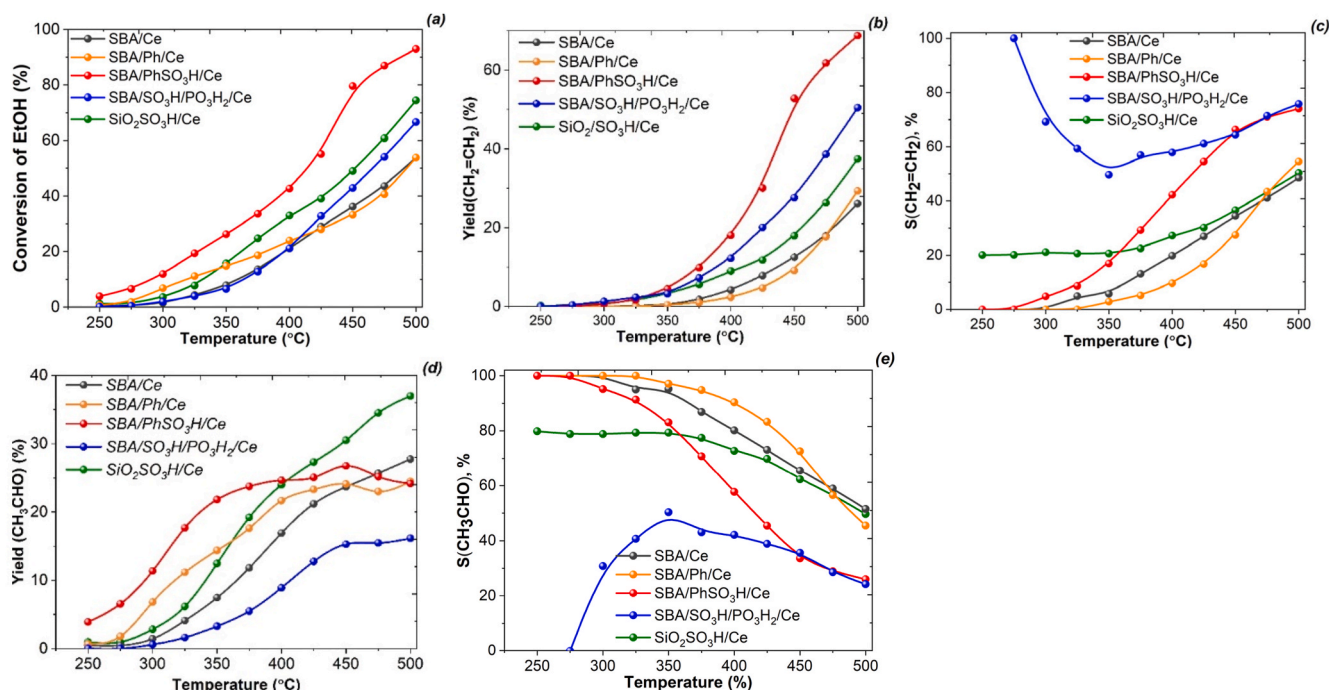 (a)
Conversion of EtOH (%)
100
80
60
40
20
0
SBA/Ce
SBA/Ph/Ce
SBA/PhSO₃H/Ce
SBA/SO₃H/PO₃H₂/Ce
SiO₂SO₃H/Ce
250 300 350 400 450 500
Temperature (°C)
(b)
Yield(CH₂=CH₂) (%)
60
30
0
SBA/Ce
SBA/Ph/Ce
SBA/PhSO₃H/Ce
SBA/SO₃H/PO₃H₂/Ce
SiO₂/SO₃H/Ce
250 300 350 400 450 500
Temperature (°C)
(c)
S(CH₂=CH₂), %
100
80
60
40
20
0
SBA/Ce
SBA/Ph/Ce
SBA/PhSO₃H/Ce
SBA/SO₃H/PO₃H₂/Ce
SiO₂SO₃H/Ce
250 300 350 400 450 500
Temperature (°C)
(d)
Yield (CH₃CHO) (%)
40
30
20
10
0
SBA/Ce
SBA/Ph/Ce
SBA/PhSO₃H/Ce
SBA/SO₃H/PO₃H₂/Ce
SiO₂SO₃H/Ce
250 300 350 400 450 500
Temperature (°C)
(e)
S(CH3CHO), %
100
80
60
40
20
0
SBA/Ce
SBA/Ph/Ce
SBA/PhSO₃H/Ce
SBA/SO₃H/PO₃H₂/Ce
SiO₂SO₃H/Ce
250 300 350 400 450 500
Temperature (%)